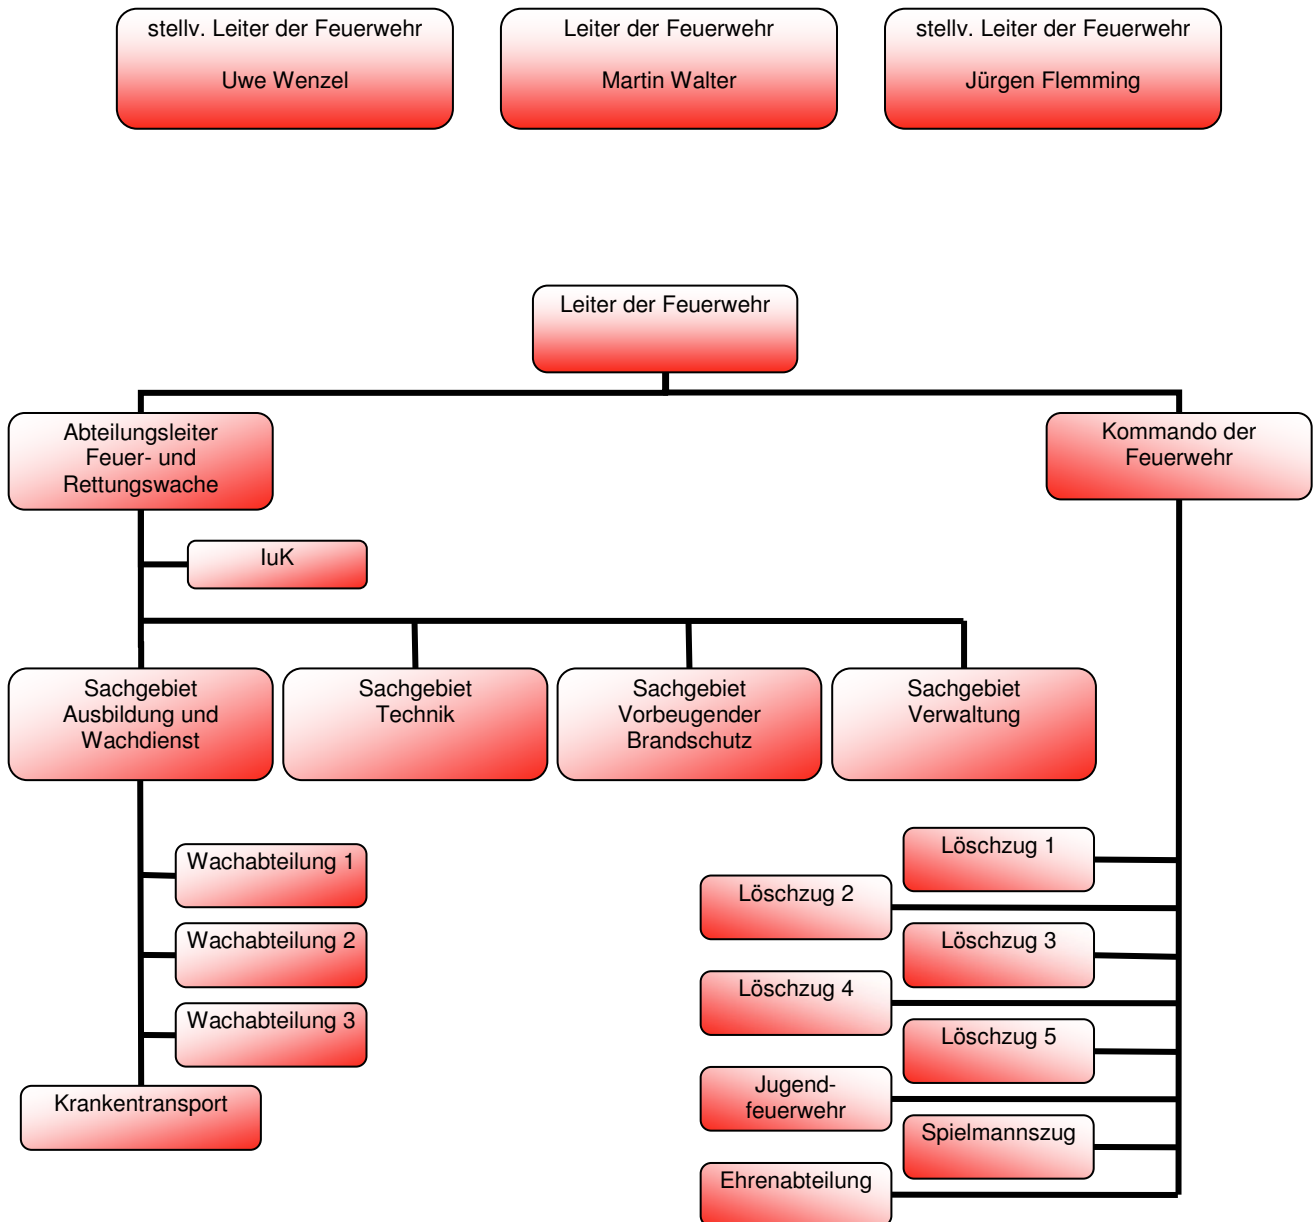 stellv. Leiter der Feuerwehr
Uwe Wenzel
Leiter der Feuerwehr
Martin Walter
stellv. Leiter der Feuerwehr
Jürgen Flemming
Leiter der Feuerwehr
Abteilungsleiter
Feuer- und
Rettungswache
Kommando der
Feuerwehr
IuK
Sachgebiet
Ausbildung und
Wachdienst
Sachgebiet
Technik
Sachgebiet
Vorbeugender
Brandschutz
Sachgebiet
Verwaltung
Wachabteilung 1
Wachabteilung 2
Wachabteilung 3
Krankentransport
Löschzug 1
Löschzug 2
Löschzug 3
Löschzug 4
Löschzug 5
Jugend-
feuerwehr
Spielmannszug
Ehrenabteilung